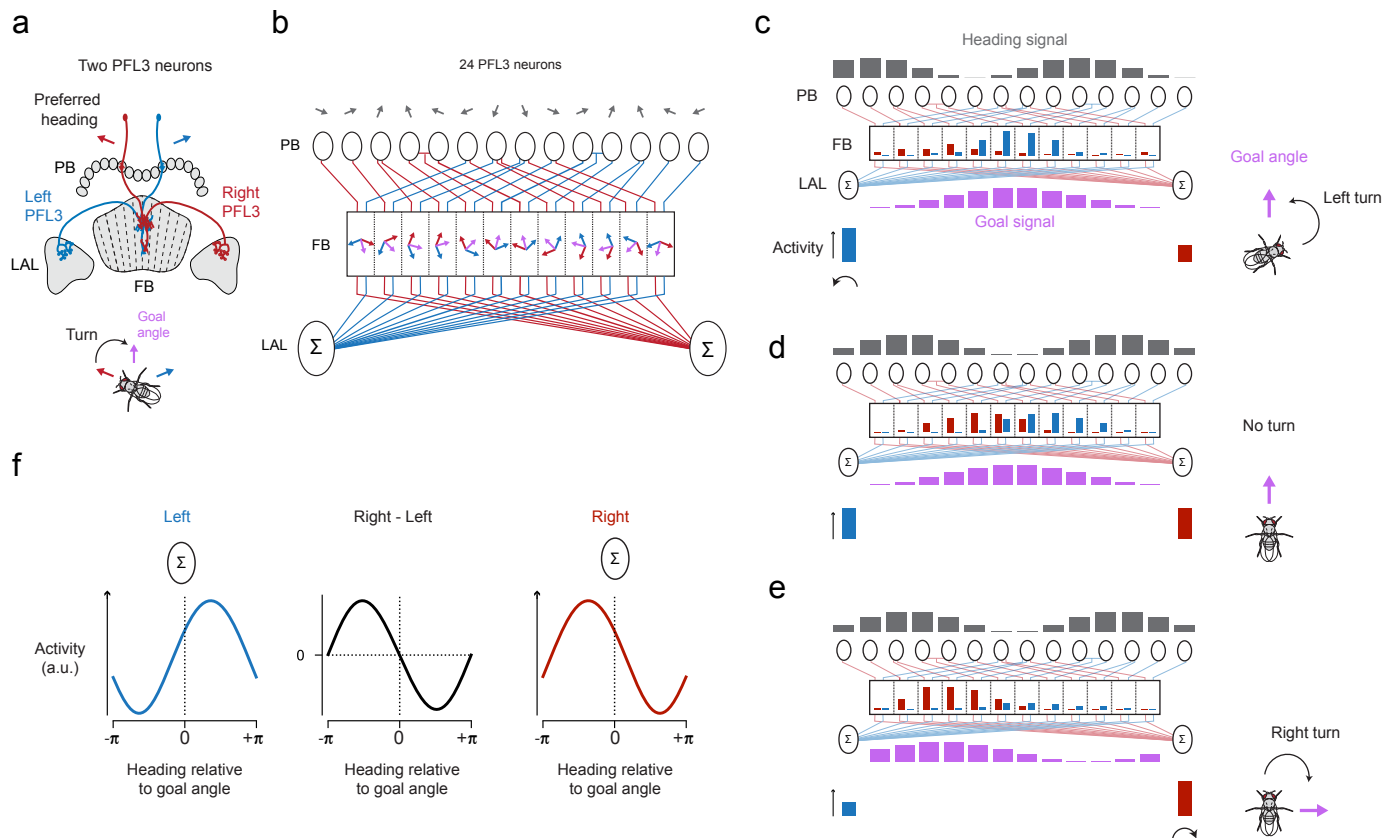 a
Two PFL3 neurons
Preferred
heading
PB
Left
PFL3
Right
PFL3
LAL
FB
Goal
angle
Turn
b
24 PFL3 neurons
PB
FB
LAL
Σ
Σ
c
Heading signal
PB
FB
LAL
Σ
Σ
Goal signal
Activity
Goal angle
Left turn
d
Σ
Σ
No turn
e
Σ
Σ
Right turn
f
Left
Σ
Activity
(a.u.)
-π 0 +π
Heading relative
to goal angle
Right - Left
0
-π 0 +π
Heading relative
to goal angle
Right
Σ
-π 0 +π
Heading relative
to goal angle